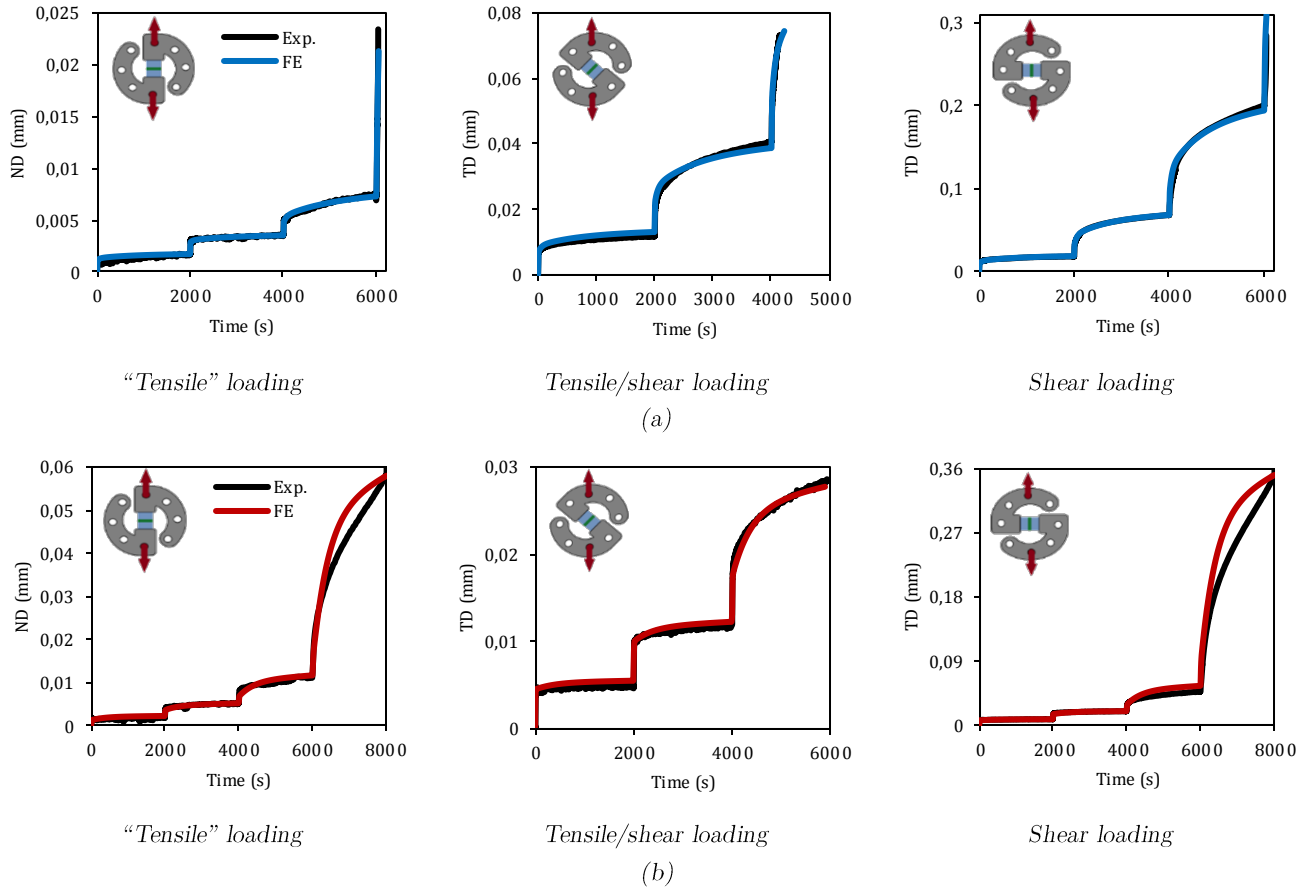 0,025
0,02
0,015
0,01
0,005
0
ND (mm)
Exp.
FE
0 2000 4000 6000
Time (s)
0,08
0,06
0,04
0,02
0
TD (mm)
0 1000 2000 3000 4000 5000
Time (s)
0,3
0,2
0,1
0
TD (mm)
0 2000 4000 6000
Time (s)
“Tensile” loading
Tensile/shear loading
Shear loading
(a)
0,06
0,05
0,04
0,03
0,02
0,01
0
ND (mm)
Exp.
FE
0 2000 4000 6000 8000
Time (s)
0,03
0,02
0,01
0
TD (mm)
0 2000 4000 6000
Time (s)
0,36
0,27
0,18
0,09
0
TD (mm)
0 2000 4000 6000 8000
Time (s)
“Tensile” loading
Tensile/shear loading
Shear loading
(b)